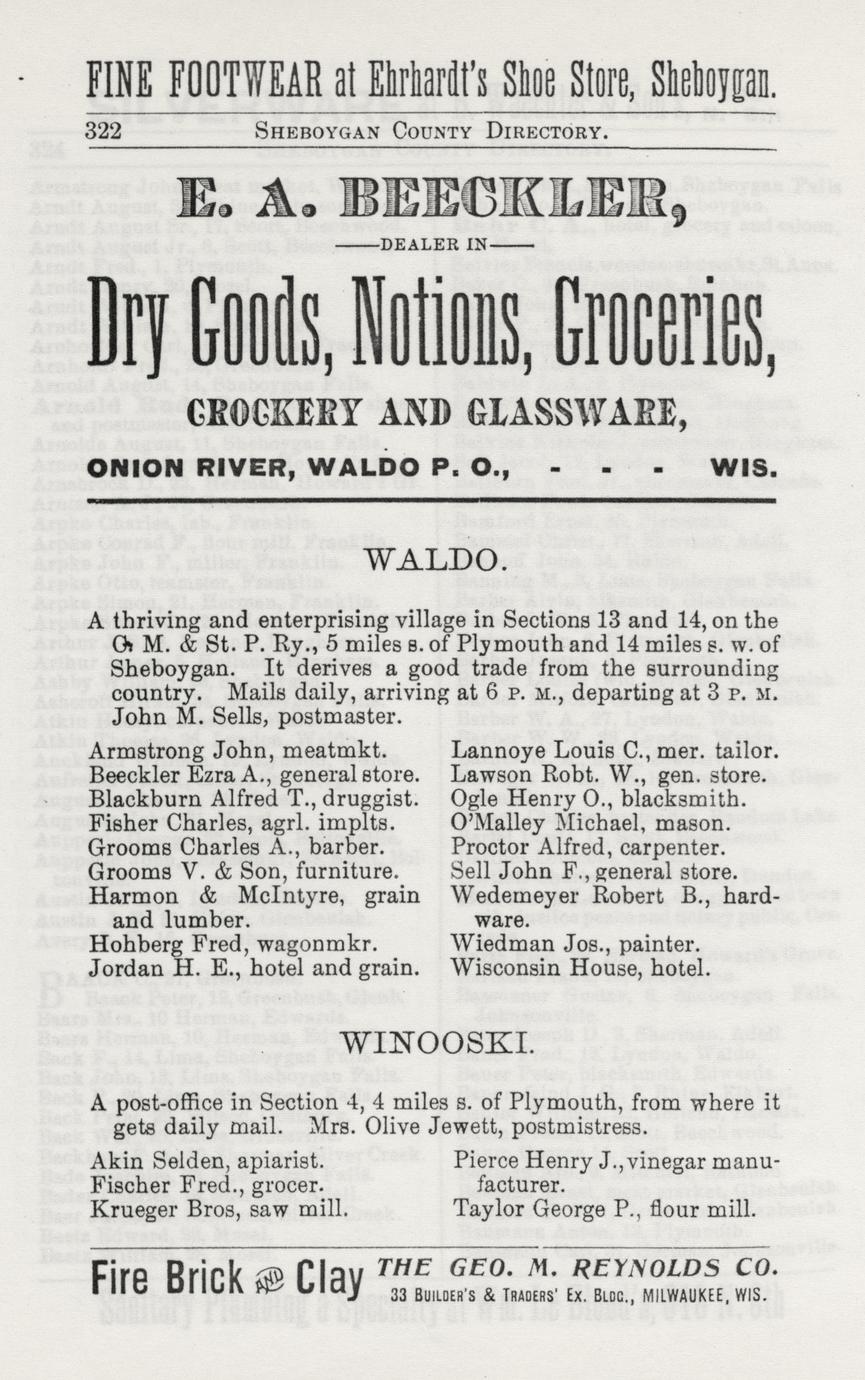 FINE FOOTWEAR at Ehrhardt's Shoe Store, Sheboygan.
322 SHEBOYGAN COUNTY DIRECTORY.
E. A. BEECKLER,
DEALER IN
Dry Goods, Notions, Groceries,
CROCKERY AND GLASSWARE,
ONION RIVER, WALDO P. O., - - - WIS.
WALDO.
A thriving and enterprising village in Sections 13 and 14, on the
M. & St. P. Ry., 5 miles s. of Plymouth and 14 miles s. w. of
Sheboygan. It derives a good trade from the surrounding
country. Mails daily, arriving at 6 P. M., departing at 3 P. M.
John M. Sells, postmaster.
Armstrong John, meatmkt.
Beeckler Ezra A., general store.
Blackburn Alfred T., druggist.
Fisher Charles, agrl. implts.
Grooms Charles A., barber.
Grooms V. & Son, furniture.
Harmon & McIntyre, grain
and lumber.
Hohberg Fred, wagonmkr.
Jordan H. E., hotel and grain.
Lannoye Louis C., mer. tailor.
Lawson Robt. W., gen. store.
Ogle Henry O., blacksmith.
O'Malley Michael, mason.
Proctor Alfred, carpenter.
Sell John F., general store.
Wedemeyer Robert B., hard-
ware.
Wiedman Jos., painter.
Wisconsin House, hotel.
WINOOSKI.
A post-office in Section 4, 4 miles s. of Plymouth, from where it
gets daily mail. Mrs. Olive Jewett, postmistress.
Akin Selden, apiarist.
Fischer Fred., grocer.
Krueger Bros, saw mill.
Pierce Henry J., vinegar manu-
facturer.
Taylor George P., flour mill.
Fire Brick AND Clay THE GEO. M. REYNOLDS CO.
33 BUILDER'S & TRADERS' EX. BLDG., MILWAUKEE, WIS.